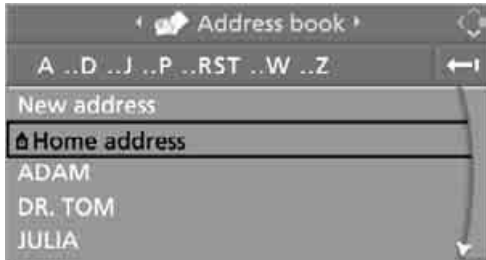 Address book
A ..D ..J ..P ..RST ..W ..Z
New address
Home address
ADAM
DR. TOM
JULIA